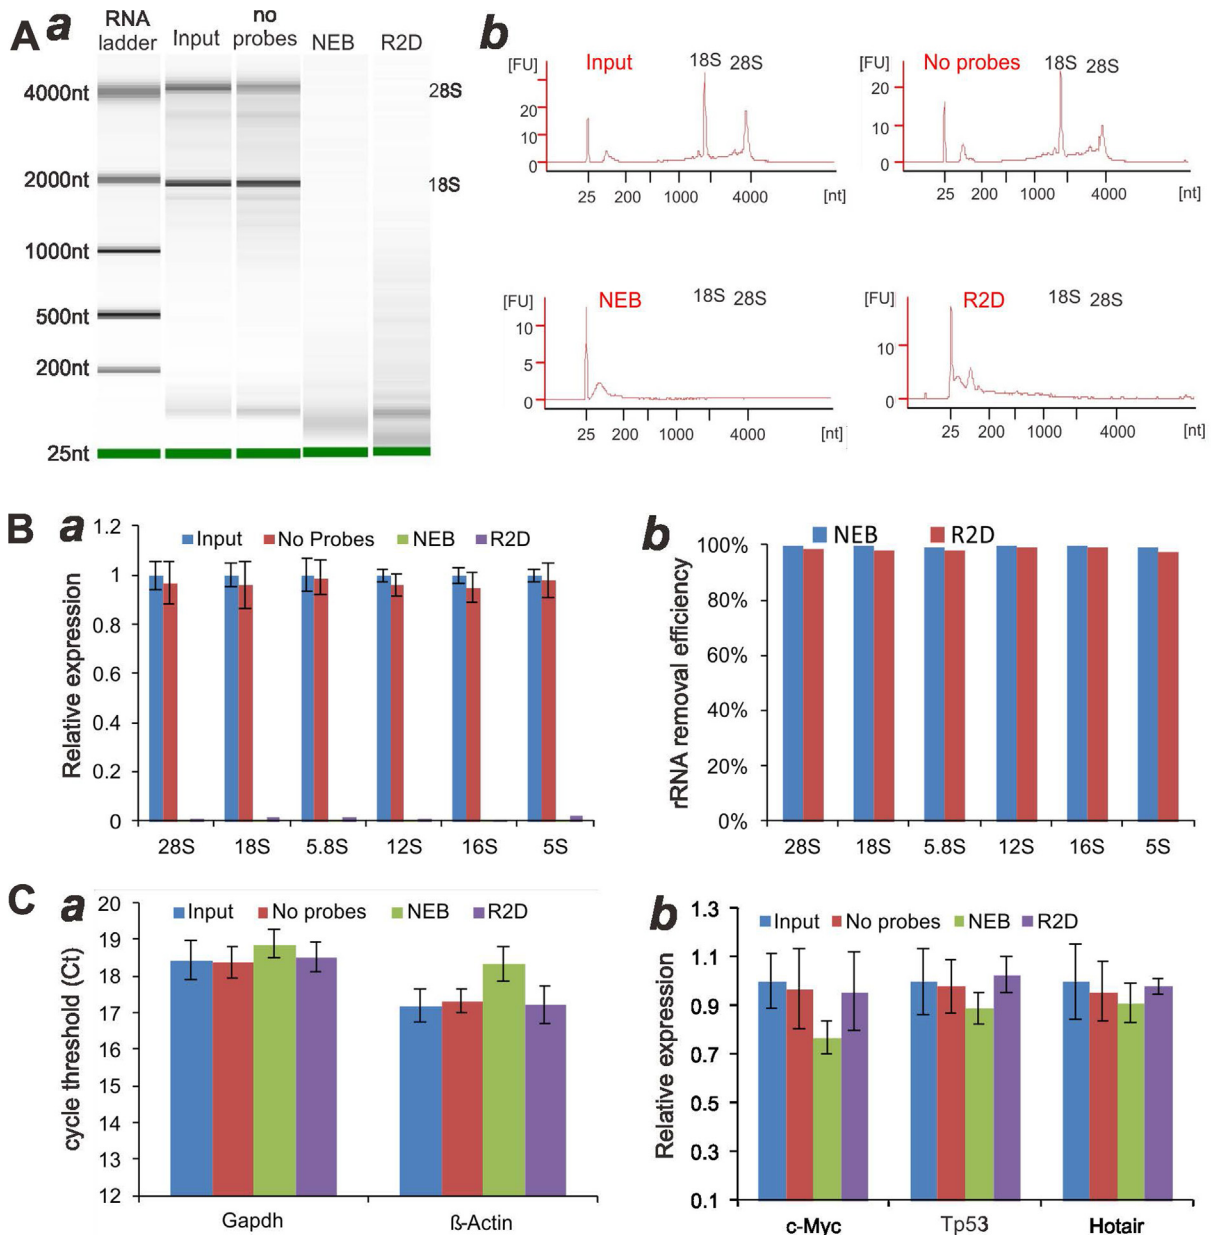 A a
RNA ladder
Input
no probes
NEB
R2D
4000nt
2000nt
1000nt
500nt
200nt
25nt
28S
18S
b
[FU] Input 18S 28S
20
10
0
25 200 1000 4000 [nt]
[FU] No probes 18S 28S
20
10
0
25 200 1000 4000 [nt]
[FU] NEB 18S 28S
10
5
0
25 200 1000 4000 [nt]
[FU] R2D 18S 28S
10
0
25 200 1000 4000 [nt]
B a
Input No Probes NEB R2D
Relative expression
1.2
1
0.8
0.6
0.4
0.2
0
28S 18S 5.8S 12S 16S 5S
b
NEB R2D
rRNA removal efficiency
100%
80%
60%
40%
20%
0%
28S 18S 5.8S 12S 16S 5S
C a
Input No probes NEB R2D
cycle threshold (Ct)
20
19
18
17
16
15
14
13
12
Gapdh ß-Actin
b
Input No probes NEB R2D
Relative expression
1.3
1.1
0.9
0.7
0.5
0.3
0.1
c-Myc Tp53 Hotair